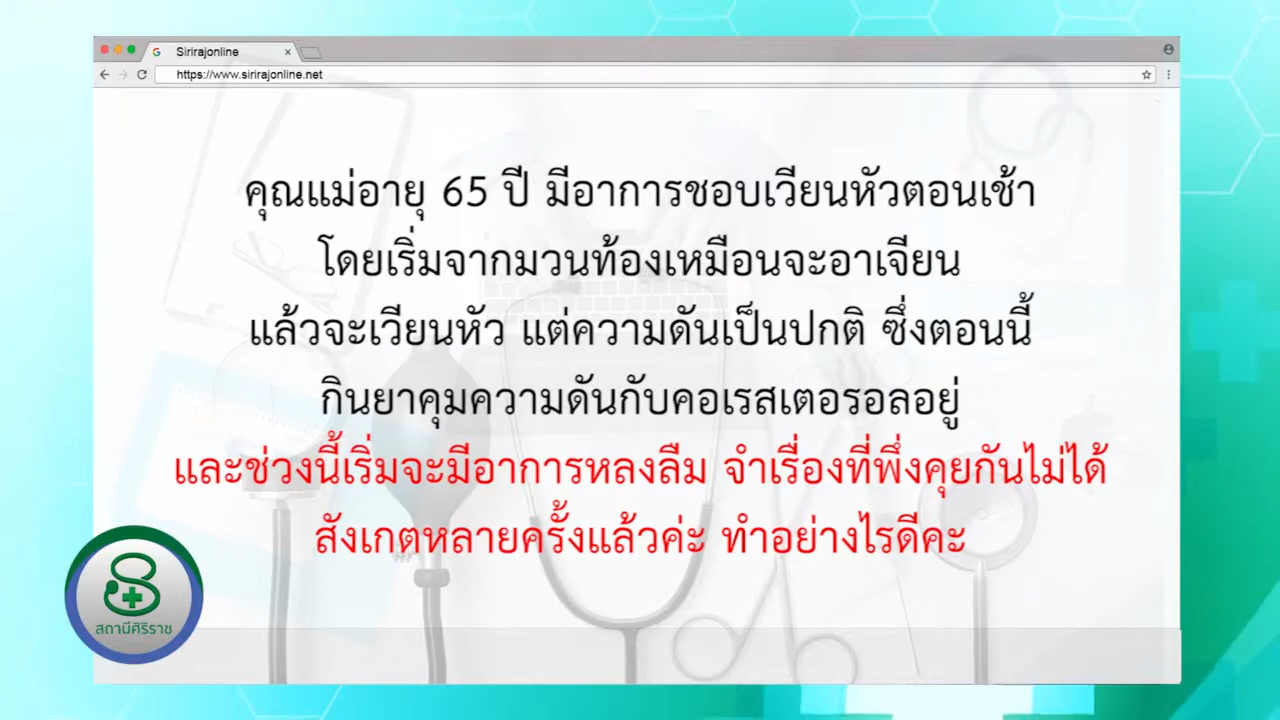 Sirirajonline
https://www.sirirajonline.net
คุณแม่อายุ 65 ปี มีอาการชอบเวียนหัวตอนเช้า
โดยเริ่มจากมวนท้องเหมือนจะอาเจียน
แล้วจะเวียนหัว แต่ความดันเป็นปกติ ซึ่งตอนนี้
กินยาคุมความดันกับคอเรสเตอรอลอยู่
และช่วงนี้เริ่มจะมีอาการหลงลืม จำเรื่องที่พึ่งคุยกันไม่ได้
สังเกตหลายครั้งแล้วค่ะ ทำอย่างไรดีคะ
สถานีศิริราช